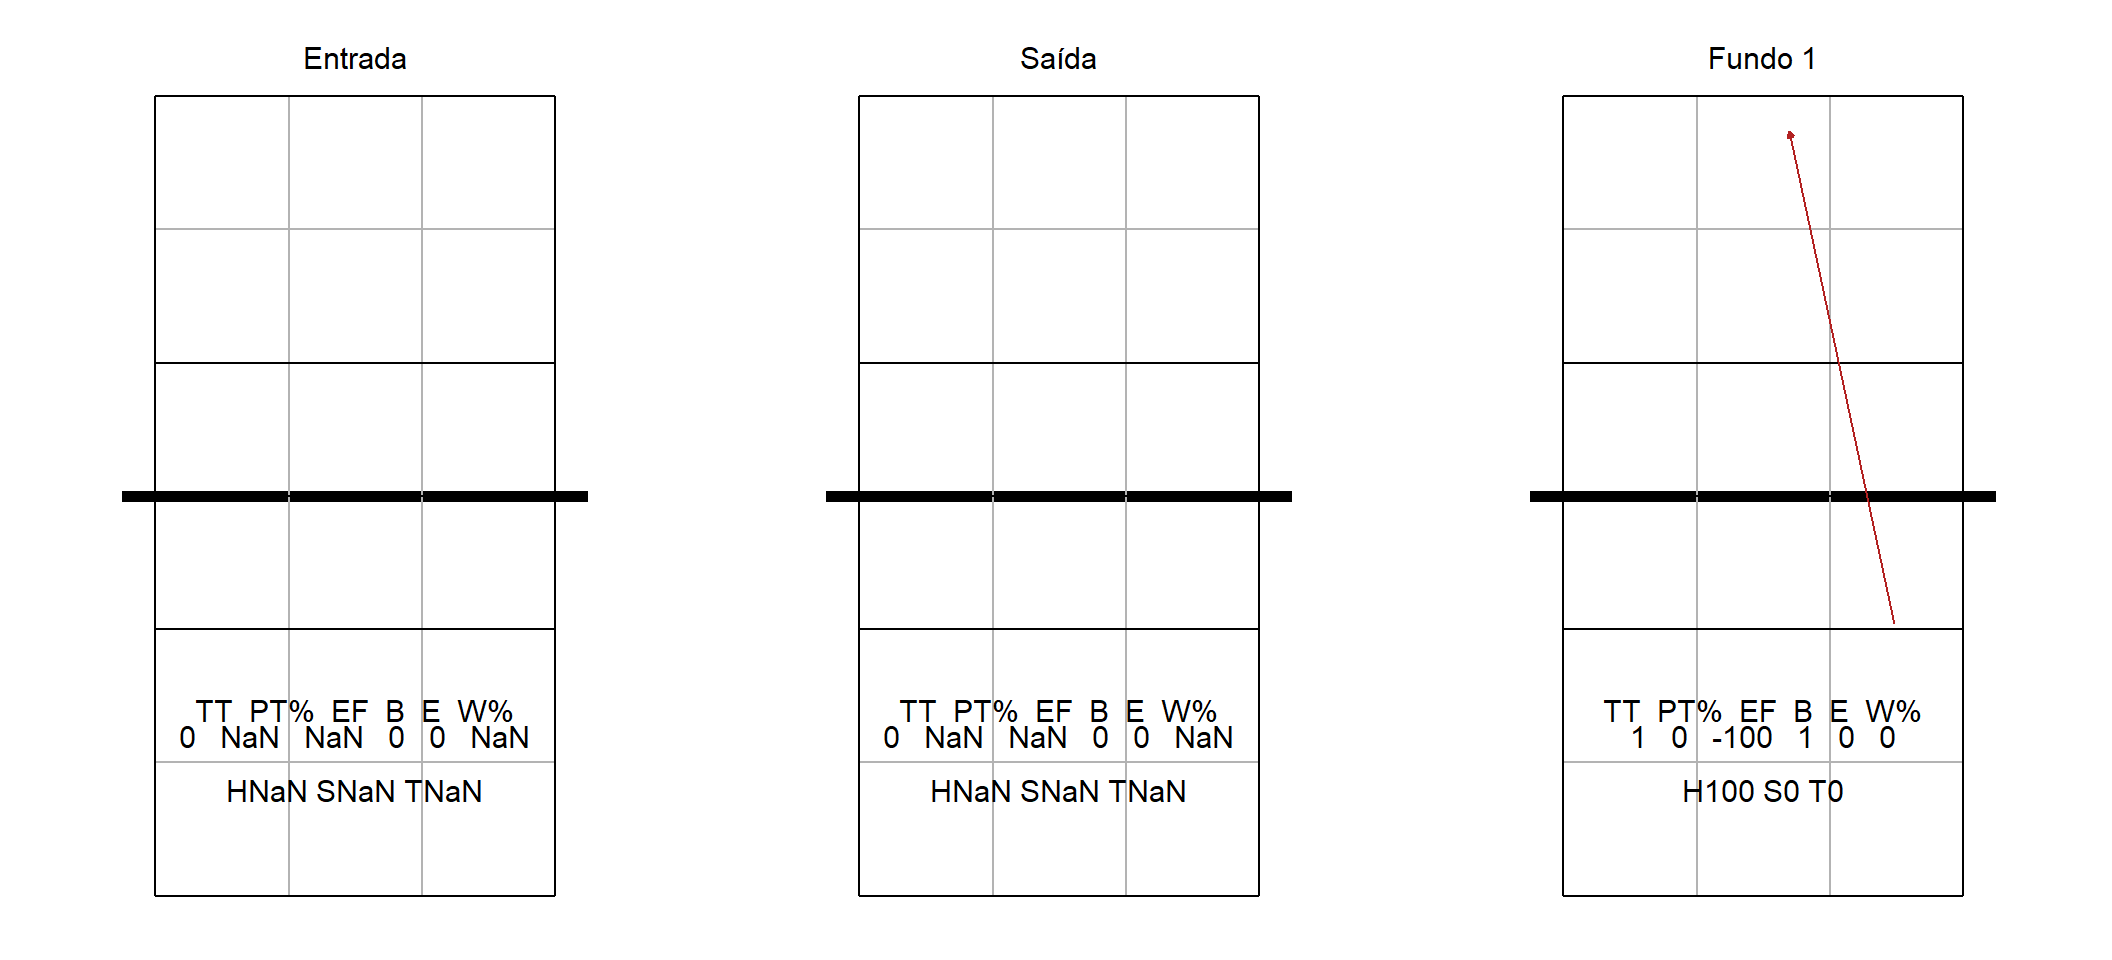 Entrada
TT PT% EF B E W%
0 NaN NaN 0 0 NaN
HNaN SNaN TNaN
Saída
TT PT% EF B E W%
0 NaN NaN 0 0 NaN
HNaN SNaN TNaN
Fundo 1
TT PT% EF B E W%
1 0 -100 1 0 0
H100 S0 T0